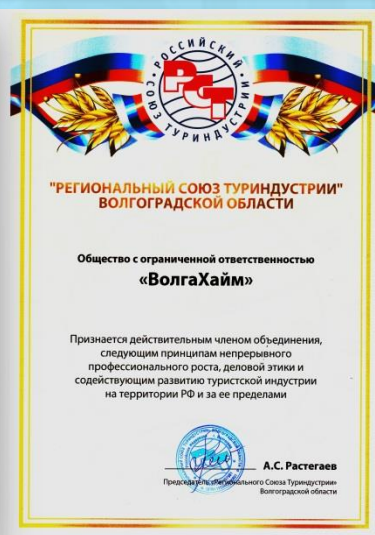 РОССИЙСКИЙ
РСТ
СОЮЗ ТУРИНДУСТРИИ
"РЕГИОНАЛЬНЫЙ СОЮЗ ТУРИНДУСТРИИ"
ВОЛГОГРАДСКОЙ ОБЛАСТИ
Общество с ограниченной ответственностью
«ВолгаХайм»
Признается действительным членом объединения,
следующим принципам непрерывного
профессионального роста, деловой этики и
содействующим развитию туристской индустрии
на территории РФ и за ее пределами
А.С. Растегаев
Председатель «Регионального Союза Туриндустрии»
Волгоградской области